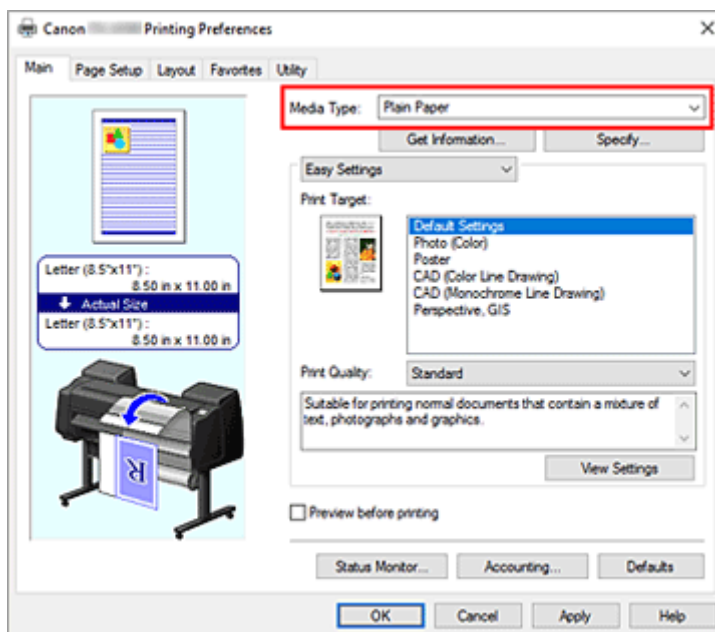 Canon Printing Preferences
Main Page Setup Layout Favorites Utility
Media Type: Plain Paper
Get Information... Specify...
Easy Settings
Print Target:
Default Settings
Photo (Color)
Poster
CAD (Color Line Drawing)
CAD (Monochrome Line Drawing)
Perspective, GIS
Letter (8.5"x11") :
8.50 in x 11.00 in
Actual Size
Letter (8.5"x11") :
8.50 in x 11.00 in
Print Quality: Standard
Suitable for printing normal documents that contain a mixture of
text, photographs and graphics.
View Settings
R
Preview before printing
Status Monitor... Accounting... Defaults
OK Cancel Apply Help